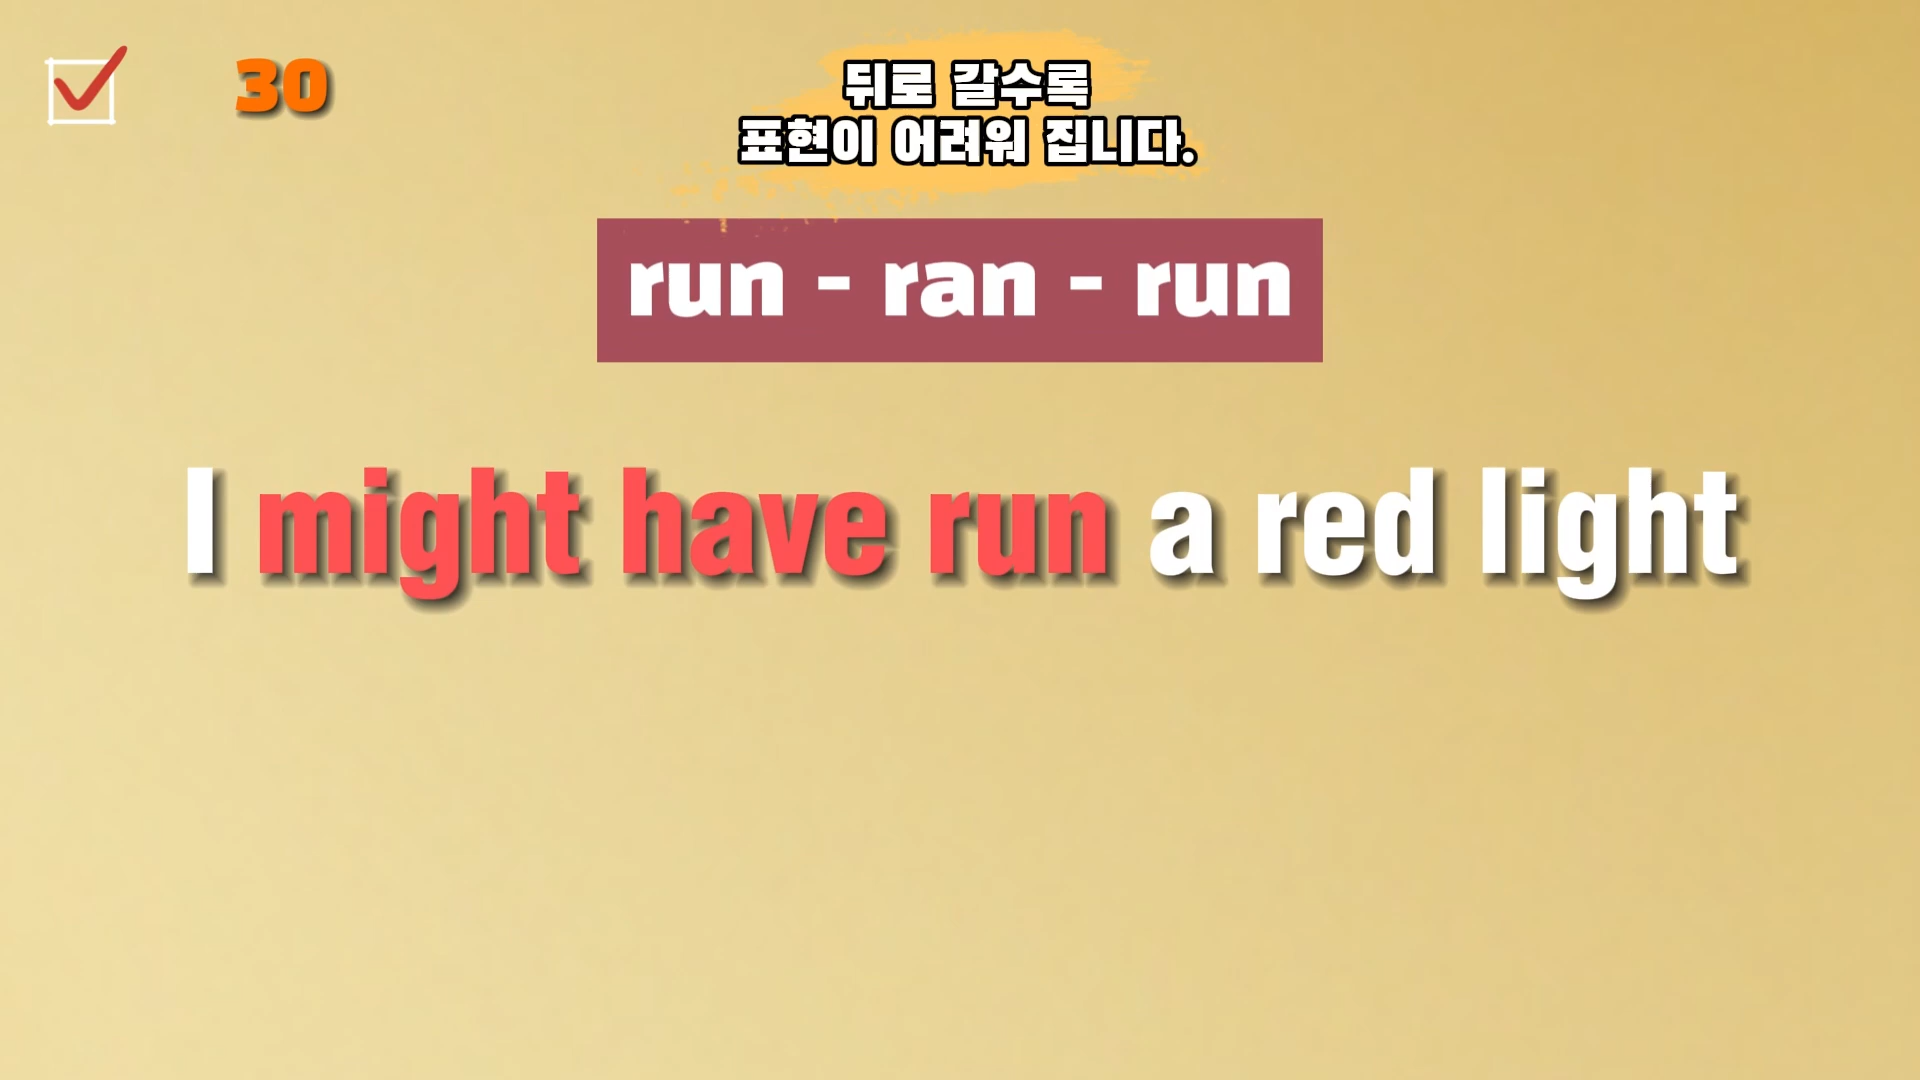 30
뒤로 갈수록
표현이 어려워 집니다.
run - ran - run
I might have run a red light